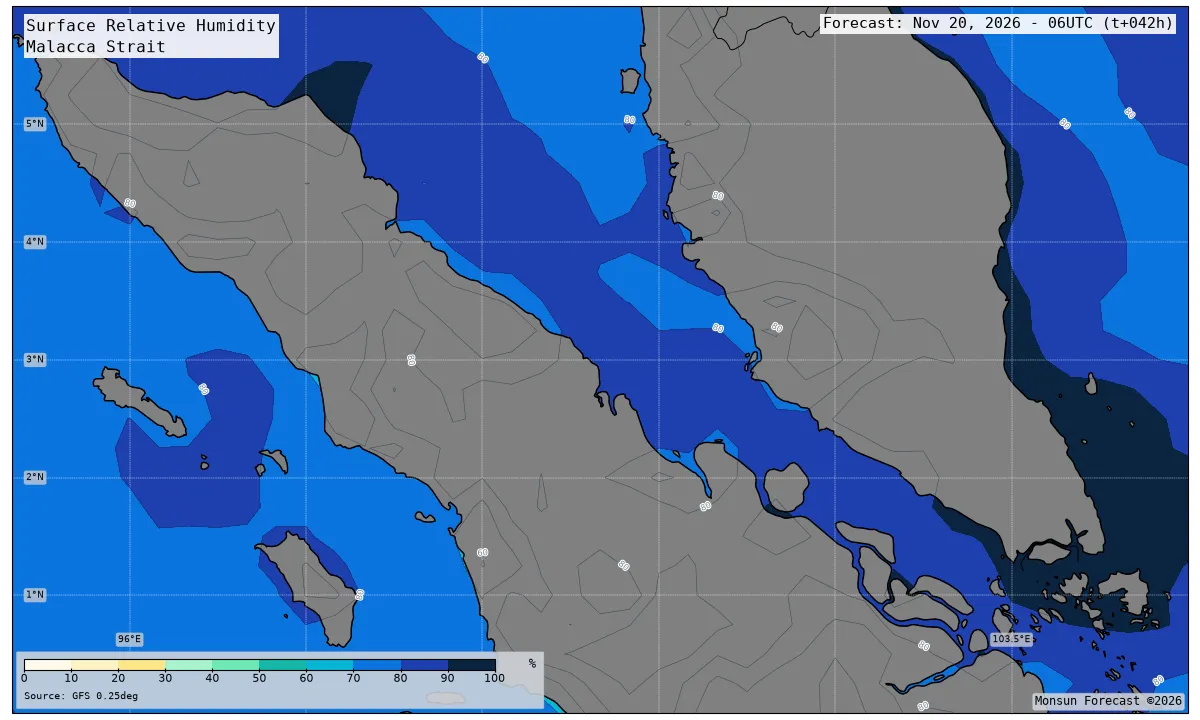 Surface Relative Humidity
Malacca Strait
Forecast: Nov 20, 2026 - 06UTC (t+042h)
80
80
80
80
5°N
80
80
4°N
80
80
80
3°N
80
2°N
80
60
80
80
1°N
96°E
103.5°E
80
80
80
%
0 10 20 30 40 50 60 70 80 90 100
Source: GFS 0.25deg
Monsun Forecast ©2026